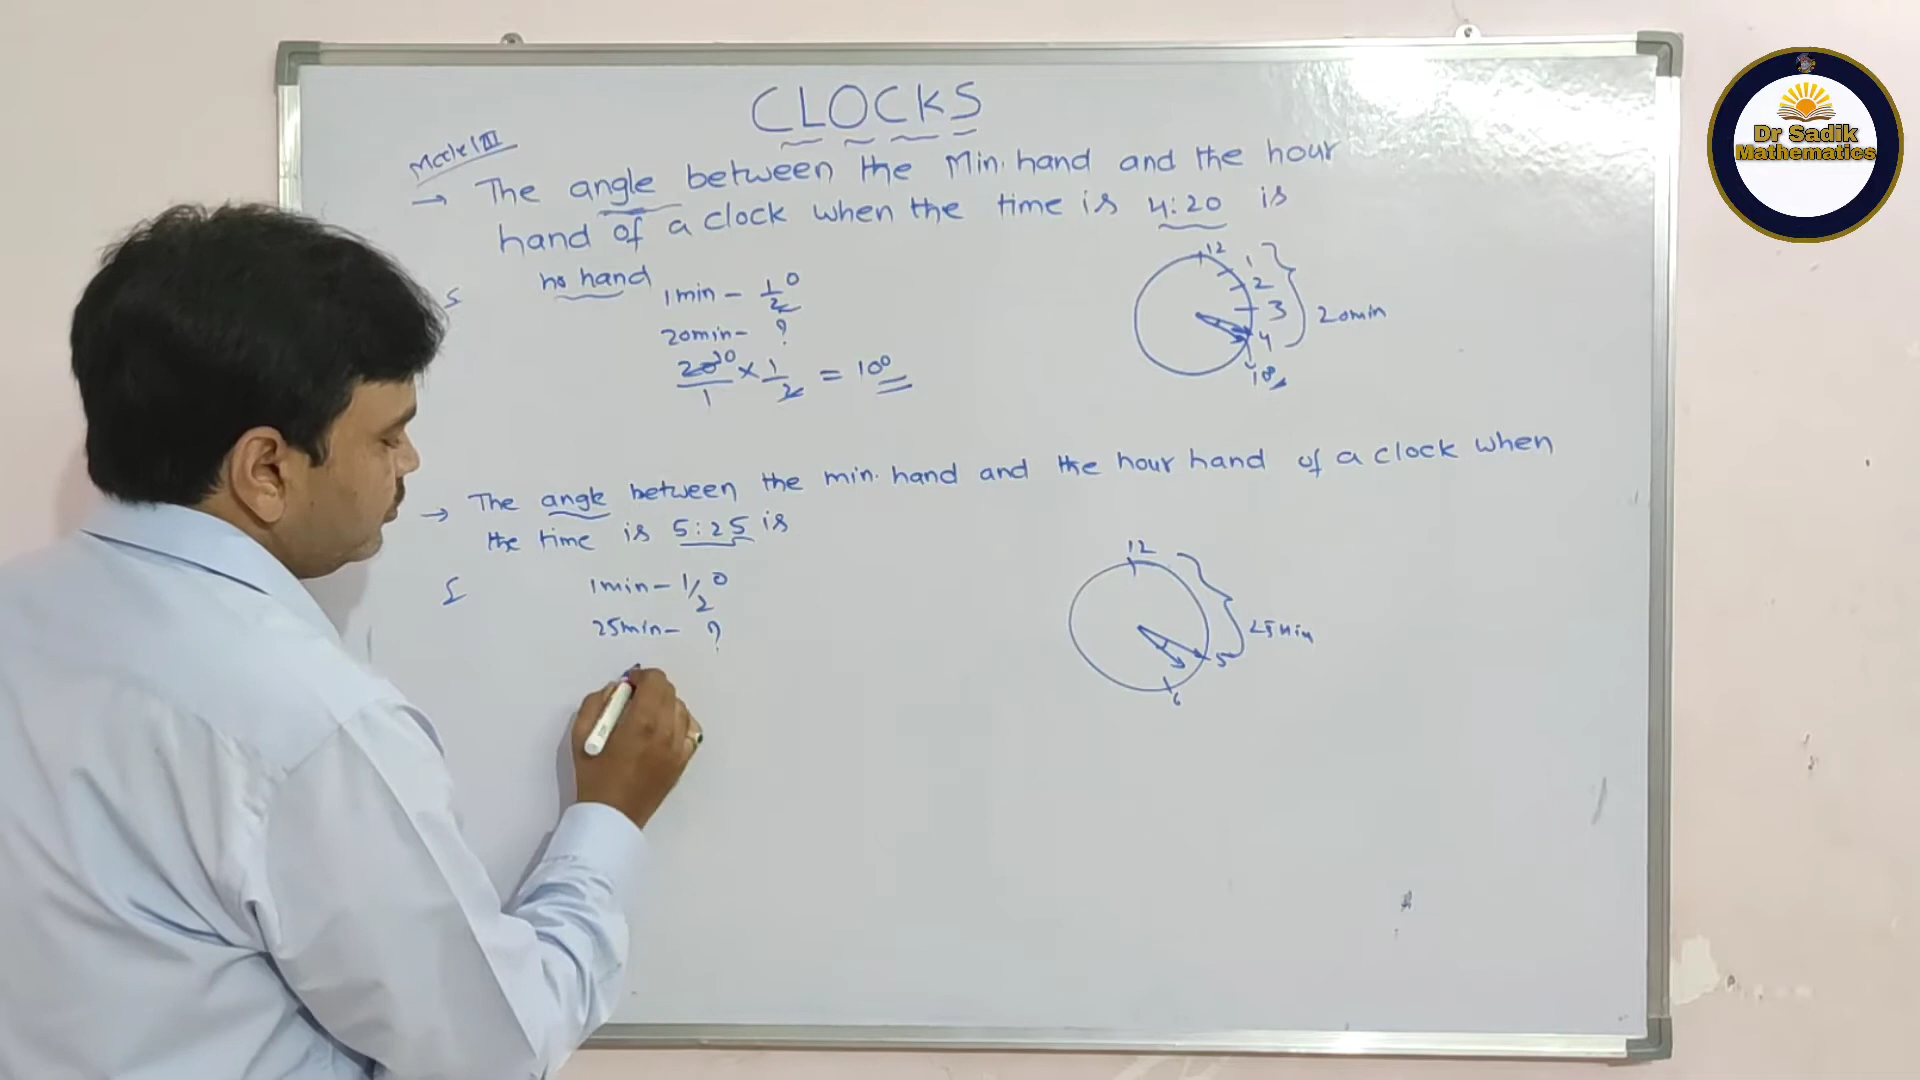 CLOCKS
Model III
→ The angle between the Min. hand and the hour
hand of a clock when the time is 4:20 is
S
ho hand
1min - 1/2°
20min - ?
20 10/1 × 1/2 = 10°
12
1
2
3
4
20min
10°
→ The angle between the min. hand and the hour hand of a clock when
the time is 5:25 is
S
1min - 1/2°
25min - ?
12
25min
5
6
Dr Sadik
Mathematics